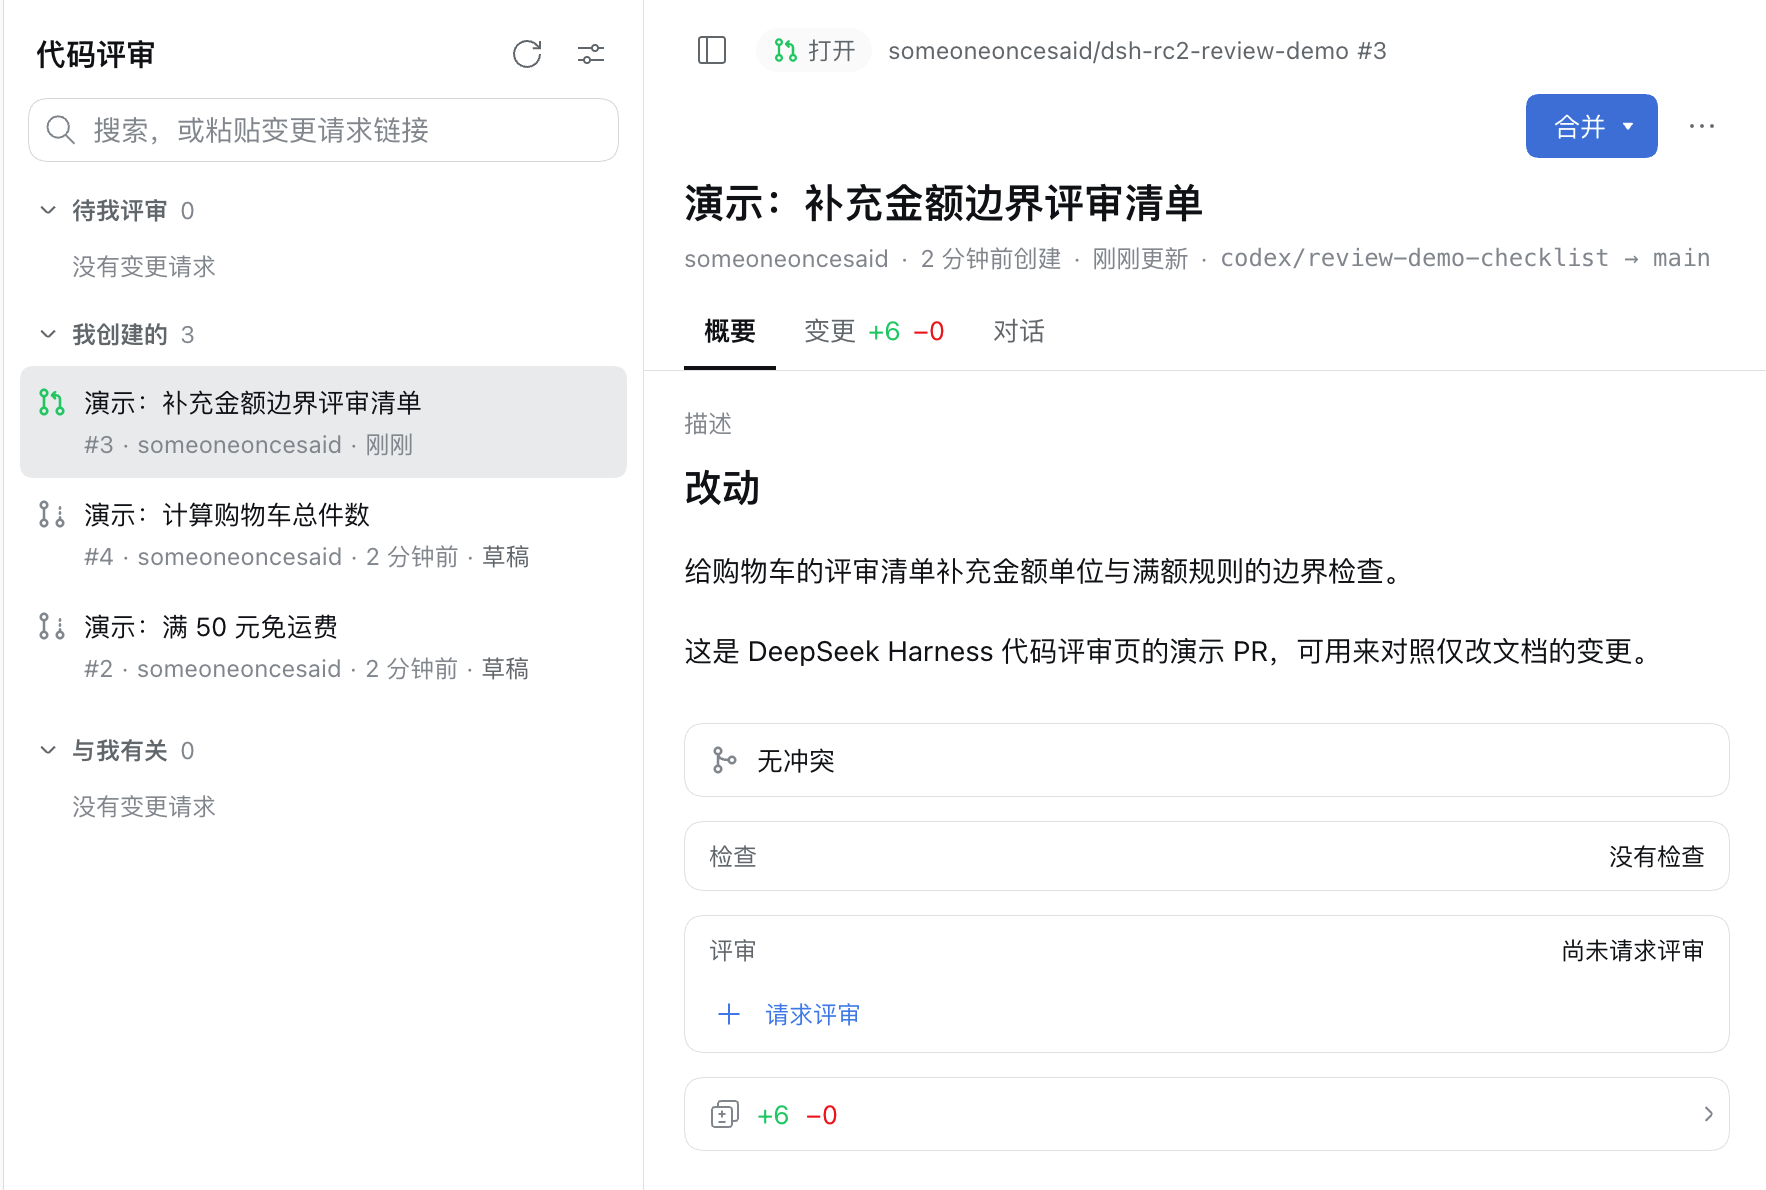 代码评审
搜索，或粘贴变更请求链接
待我评审 0
没有变更请求
我创建的 3
演示：补充金额边界评审清单
#3 · someoneoncesaid · 刚刚
演示：计算购物车总件数
#4 · someoneoncesaid · 2 分钟前 · 草稿
演示：满 50 元免运费
#2 · someoneoncesaid · 2 分钟前 · 草稿
与我有关 0
没有变更请求
打开 someoneoncesaid/dsh-rc2-review-demo #3
合并
演示：补充金额边界评审清单
someoneoncesaid · 2 分钟前创建 · 刚刚更新 · codex/review-demo-checklist → main
概要 变更 +6 −0 对话
描述
改动
给购物车的评审清单补充金额单位与满额规则的边界检查。
这是 DeepSeek Harness 代码评审页的演示 PR，可用来对照仅改文档的变更。
无冲突
检查 没有检查
评审 尚未请求评审
请求评审
+6 −0